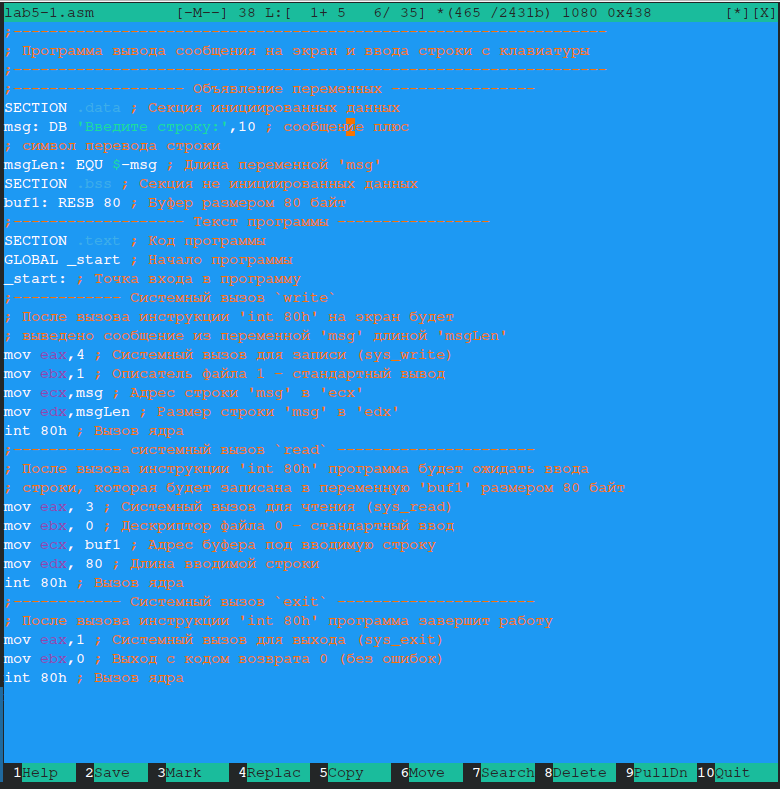 lab5-1.asm [-M--] 38 L:[ 1+ 5 6/ 35] *(465 /2431b) 1080 0x438 [*][X]
;------------------------------------------------------------------
; Программа вывода сообщения на экран и ввода строки с клавиатуры
;------------------------------------------------------------------
;------------------- Объявление переменных ----------------
SECTION .data ; Секция инициированных данных
msg: DB 'Введите строку:',10 ; сообщение плюс
; символ перевода строки
msgLen: EQU $-msg ; Длина переменной 'msg'
SECTION .bss ; Секция не инициированных данных
buf1: RESB 80 ; Буфер размером 80 байт
;------------------- Текст программы -----------------
SECTION .text ; Код программы
GLOBAL _start ; Начало программы
_start: ; Точка входа в программу
;------------ Системный вызов `write`
; После вызова инструкции 'int 80h' на экран будет
; выведено сообщение из переменной 'msg' длиной 'msgLen'
mov eax,4 ; Системный вызов для записи (sys_write)
mov ebx,1 ; Описатель файла 1 - стандартный вывод
mov ecx,msg ; Адрес строки 'msg' в 'ecx'
mov edx,msgLen ; Размер строки 'msg' в 'edx'
int 80h ; Вызов ядра
;------------ системный вызов `read` ----------------------
; После вызова инструкции 'int 80h' программа будет ожидать ввода
; строки, которая будет записана в переменную 'buf1' размером 80 байт
mov eax, 3 ; Системный вызов для чтения (sys_read)
mov ebx, 0 ; Дескриптор файла 0 - стандартный ввод
mov ecx, buf1 ; Адрес буфера под вводимую строку
mov edx, 80 ; Длина вводимой строки
int 80h ; Вызов ядра
;------------ Системный вызов `exit` ----------------------
; После вызова инструкции 'int 80h' программа завершит работу
mov eax,1 ; Системный вызов для выхода (sys_exit)
mov ebx,0 ; Выход с кодом возврата 0 (без ошибок)
int 80h ; Вызов ядра
1Help 2Save 3Mark 4Replac 5Copy 6Move 7Search 8Delete 9PullDn 10Quit